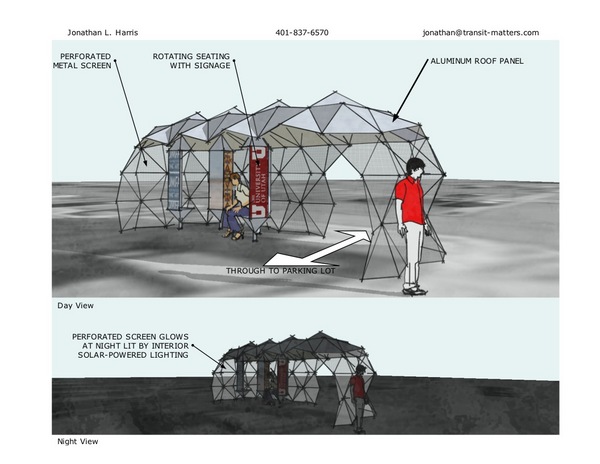 Jonathan L. Harris
401-837-6570
jonathan@transit-matters.com
PERFORATED
METAL SCREEN
ROTATING SEATING
WITH SIGNAGE
ALUMINUM ROOF PANEL
UNIVERSITY
OF UTAH
THROUGH TO PARKING LOT
Day View
PERFORATED SCREEN GLOWS
AT NIGHT LIT BY INTERIOR
SOLAR-POWERED LIGHTING
Night View